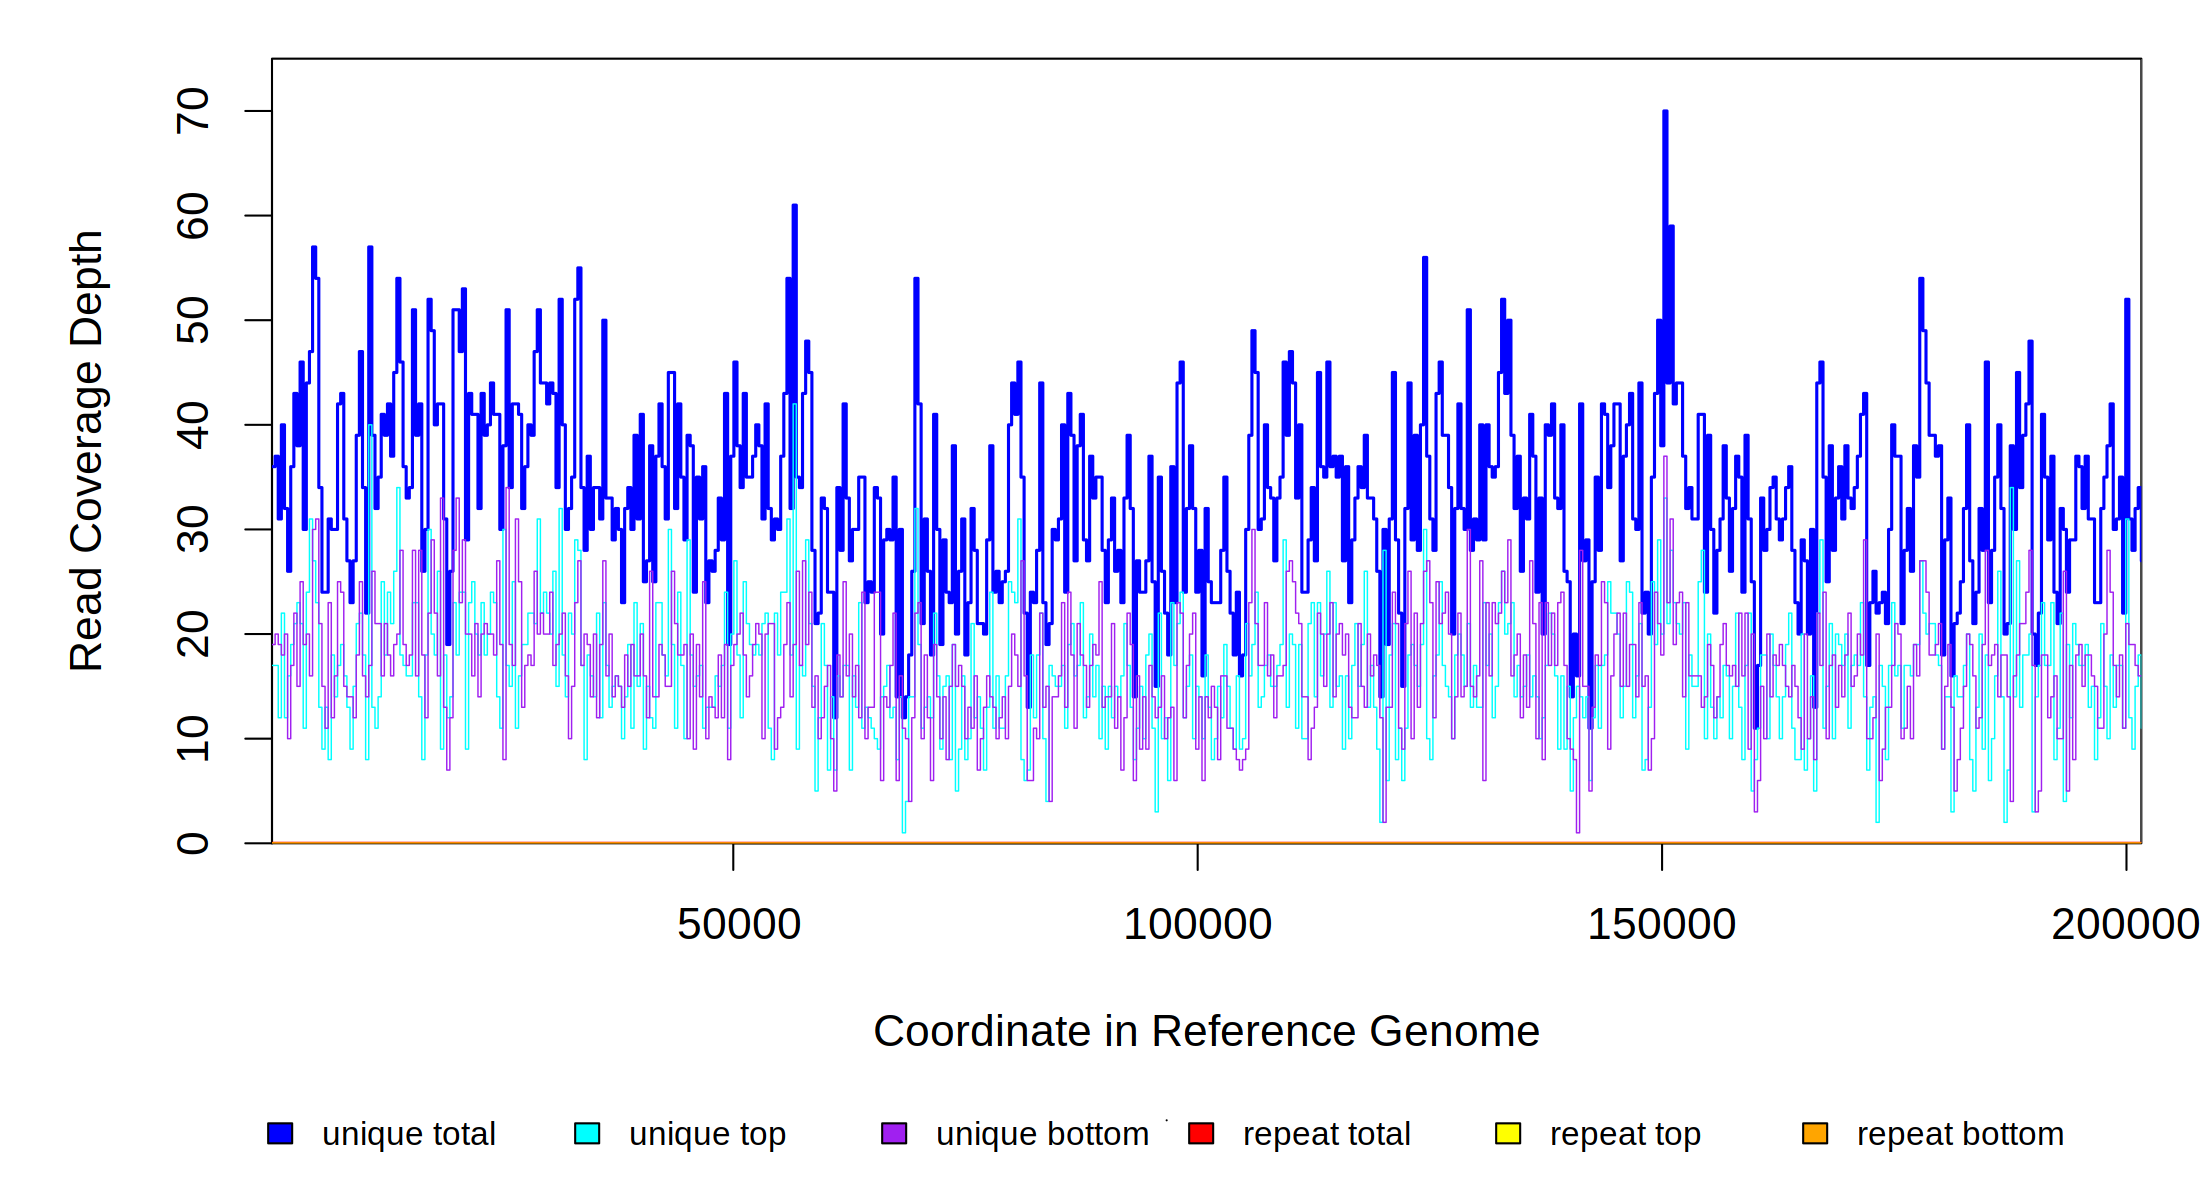 70
60
50
40
30
20
10
0
Read Coverage Depth
50000 100000 150000 200000
Coordinate in Reference Genome
unique total unique top unique bottom repeat total repeat top repeat bottom